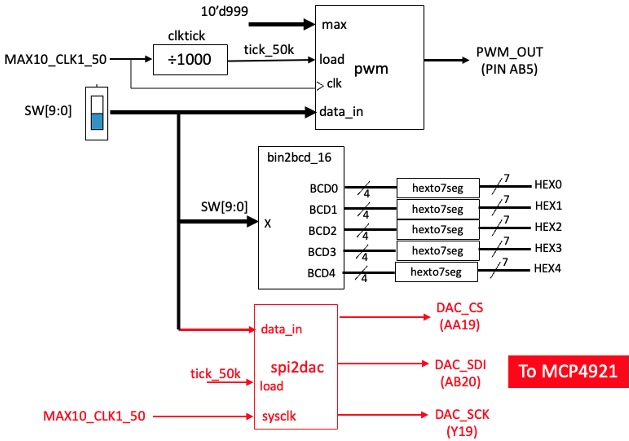 10'd999
max
clktick
MAX10_CLK1_50
÷1000
tick_50k
load
pwm
clk
PWM_OUT
(PIN AB5)
SW[9:0]
data_in
bin2bcd_16
SW[9:0]
X
BCD0
4
hexto7seg
7
HEX0
BCD1
4
hexto7seg
7
HEX1
BCD2
4
hexto7seg
7
HEX2
BCD3
4
hexto7seg
7
HEX3
BCD4
4
hexto7seg
7
HEX4
data_in
spi2dac
tick_50k
load
MAX10_CLK1_50
sysclk
DAC_CS
(AA19)
DAC_SDI
(AB20)
DAC_SCK
(Y19)
To MCP4921